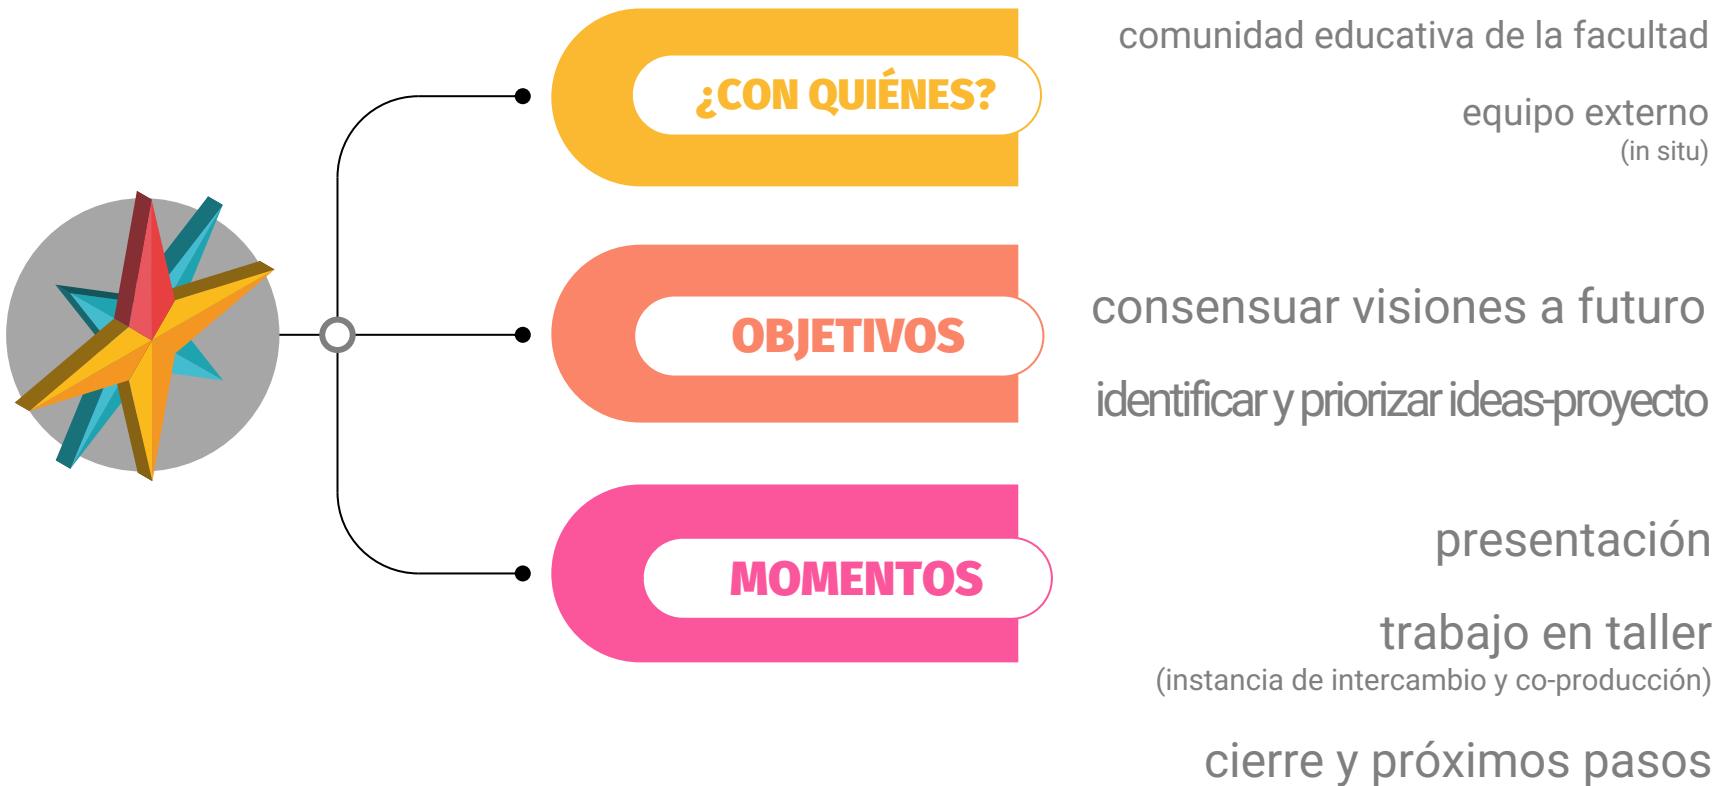 ¿CON QUIÉNES?
comunidad educativa de la facultad
equipo externo
(in situ)
OBJETIVOS
consensuar visiones a futuro
identificar y priorizar ideas-proyecto
MOMENTOS
presentación
trabajo en taller
(instancia de intercambio y co-producción)
cierre y próximos pasos